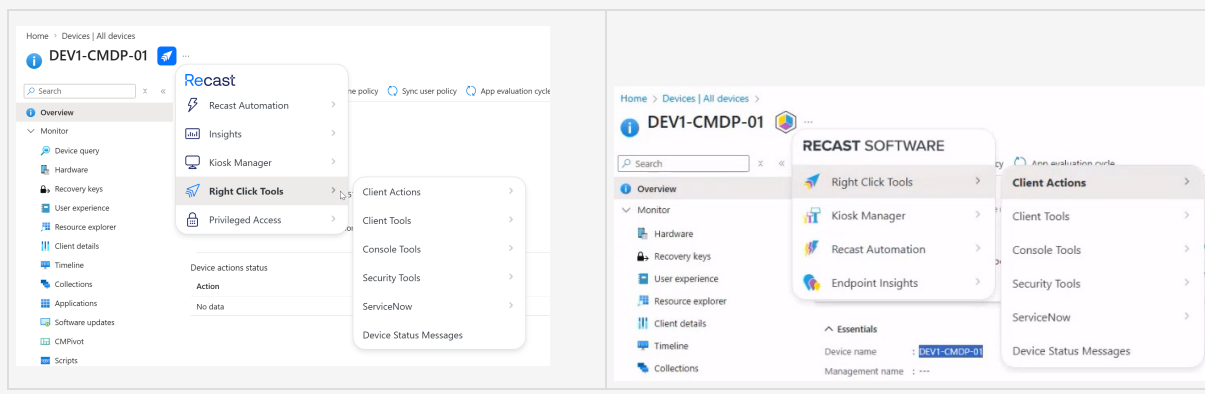 Home > Devices | All devices
DEV1-CMDP-01 ...
Recast
Search
ne policy Sync user policy App evaluation cycle
Overview
Recast Automation
Monitor
Insights
Device query
Kiosk Manager
Hardware
Recovery keys
Right Click Tools
Client Actions
User experience
Privileged Access
Client Tools
Resource explorer
Client details
Console Tools
Timeline
Device actions status
Security Tools
Collections
Action
Applications
No data
ServiceNow
Software updates
Device Status Messages
CMPivot
Scripts
Home > Devices | All devices >
DEV1-CMDP-01 ...
RECAST SOFTWARE
Search
cy App evaluation cycle
Overview
Right Click Tools
Client Actions
Monitor
Kiosk Manager
Client Tools
Hardware
Recovery keys
Recast Automation
Console Tools
User experience
Endpoint Insights
Security Tools
Resource explorer
Client details
Essentials
ServiceNow
Timeline
Device name : DEV1-CMDP-01
Device Status Messages
Collections
Management name : ---